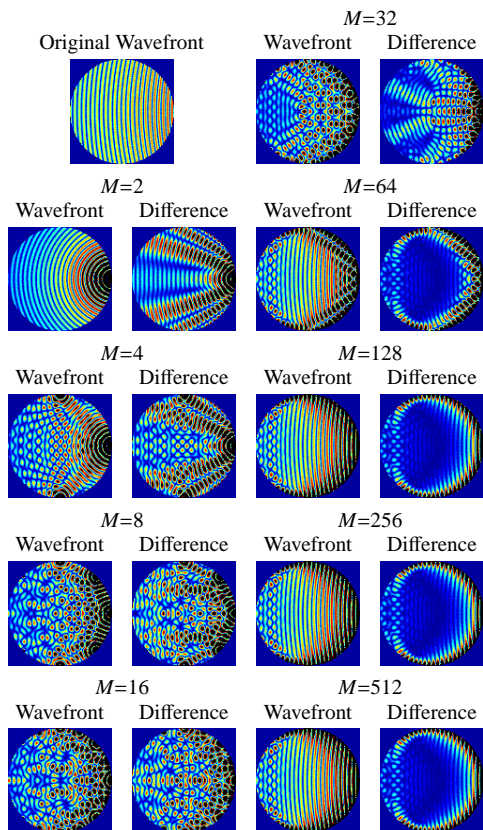 Original Wavefront
M=2
Wavefront Difference
M=4
Wavefront Difference
M=8
Wavefront Difference
M=16
Wavefront Difference
M=32
Wavefront Difference
M=64
Wavefront Difference
M=128
Wavefront Difference
M=256
Wavefront Difference
M=512
Wavefront Difference